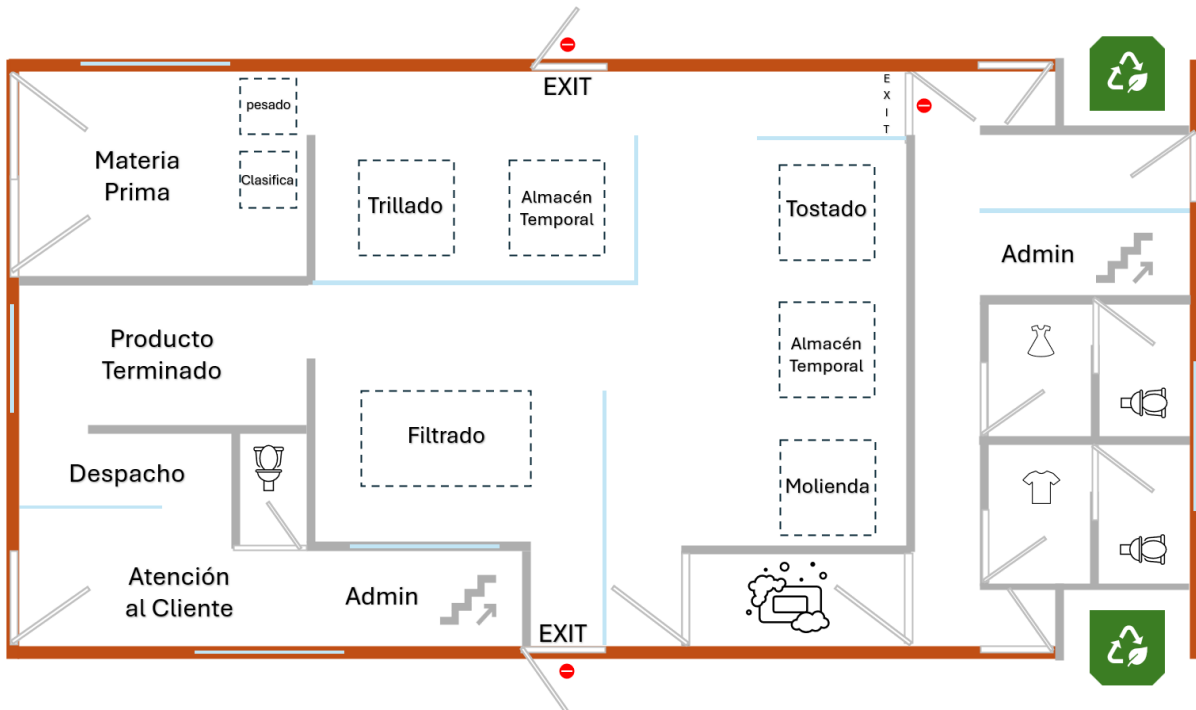 EXIT
E
X
I
T
pesado
Materia
Prima
Clasifica
Trillado
Almacén
Temporal
Tostado
Admin
Producto
Terminado
Almacén
Temporal
Filtrado
Despacho
Molienda
Atención
al Cliente
Admin
EXIT